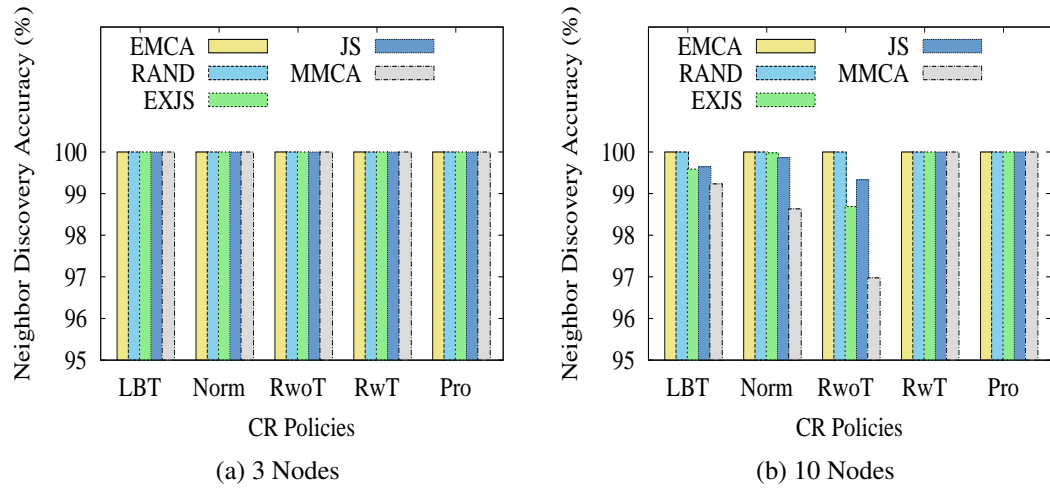 Neighbor Discovery Accuracy (%)
EMCA
RAND
EXJS
JS
MMCA
100
99
98
97
96
95
LBT Norm RwoT RwT Pro
CR Policies
(a) 3 Nodes
Neighbor Discovery Accuracy (%)
EMCA
RAND
EXJS
JS
MMCA
100
99
98
97
96
95
LBT Norm RwoT RwT Pro
CR Policies
(b) 10 Nodes